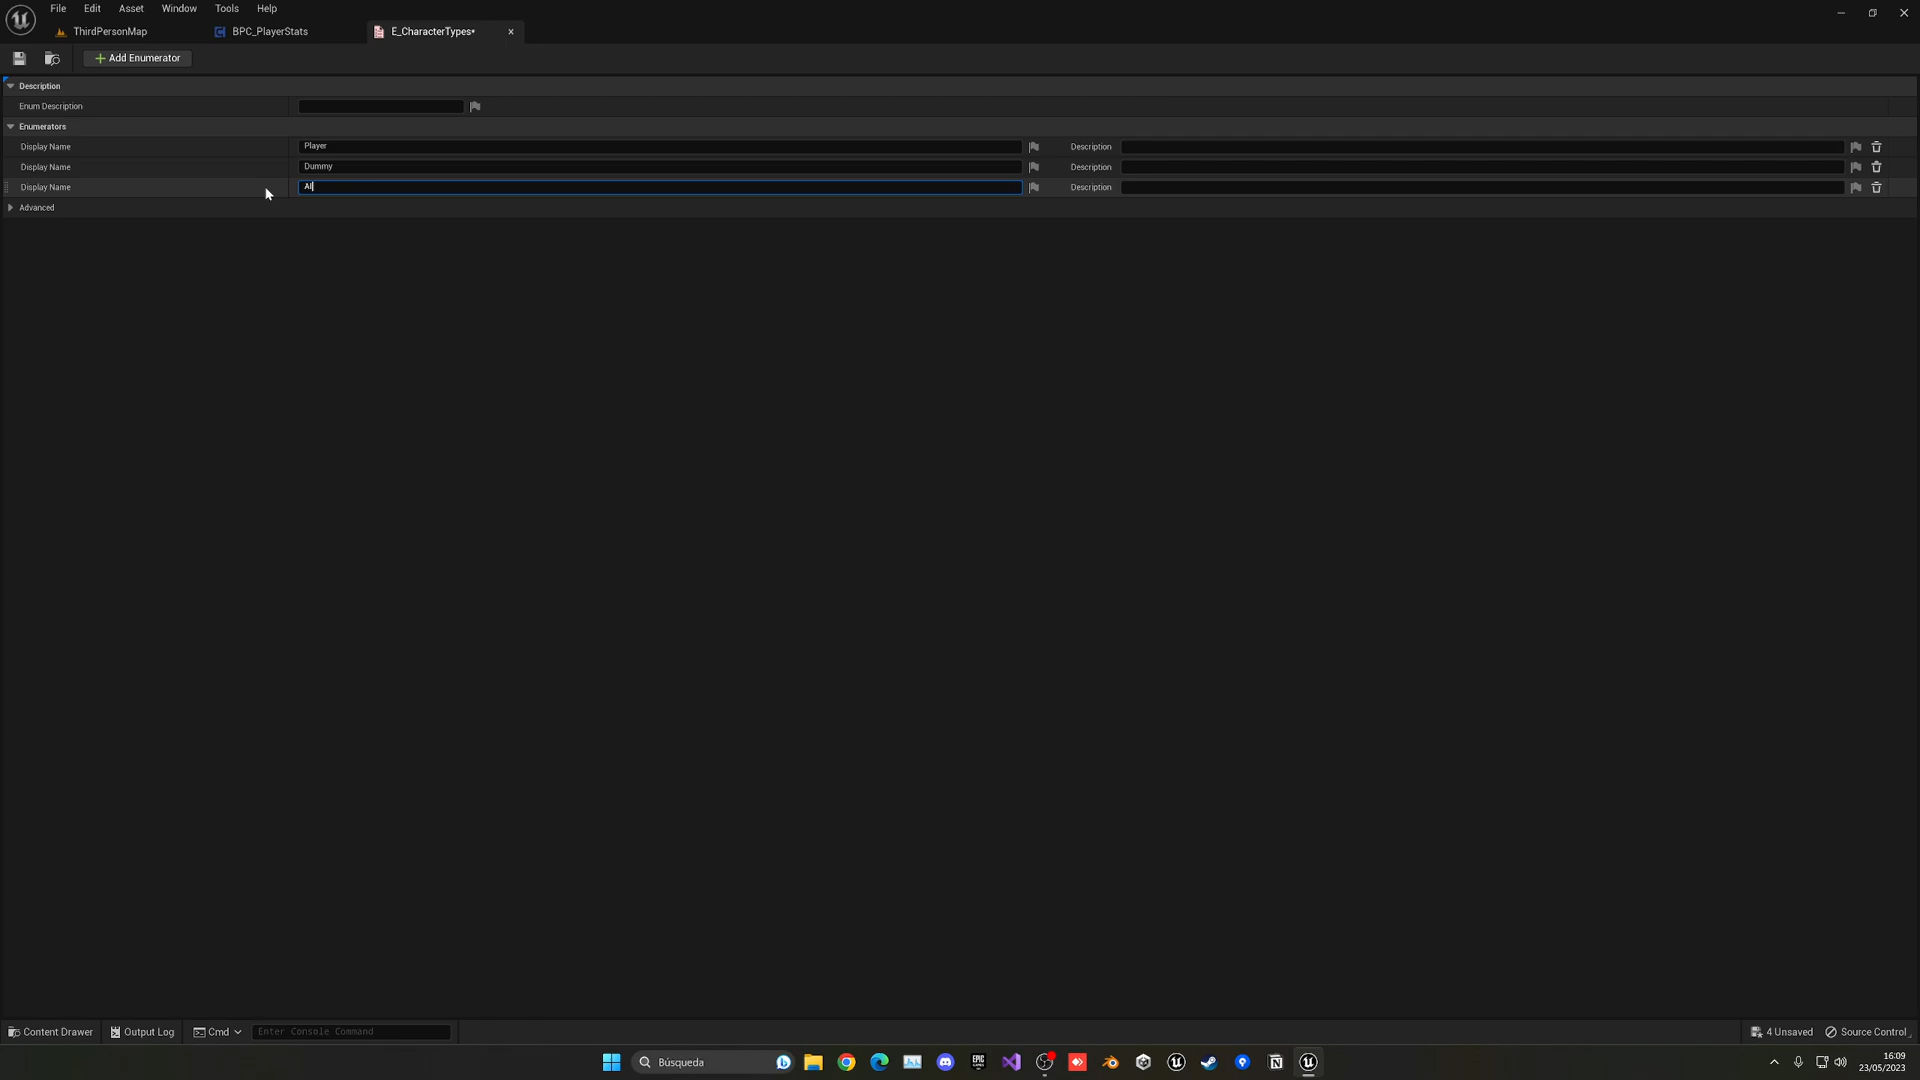 File Edit Asset Window Tools Help
ThirdPersonMap BPC_PlayerStats E_CharacterTypes*
Add Enumerator
Description
Enum Description
Enumerators
Display Name Player Description
Display Name Dummy Description
Display Name AI Description
Advanced
Content Drawer Output Log Cmd Enter Console Command 4 Unsaved Source Control
Búsqueda
16:09
23/05/2023